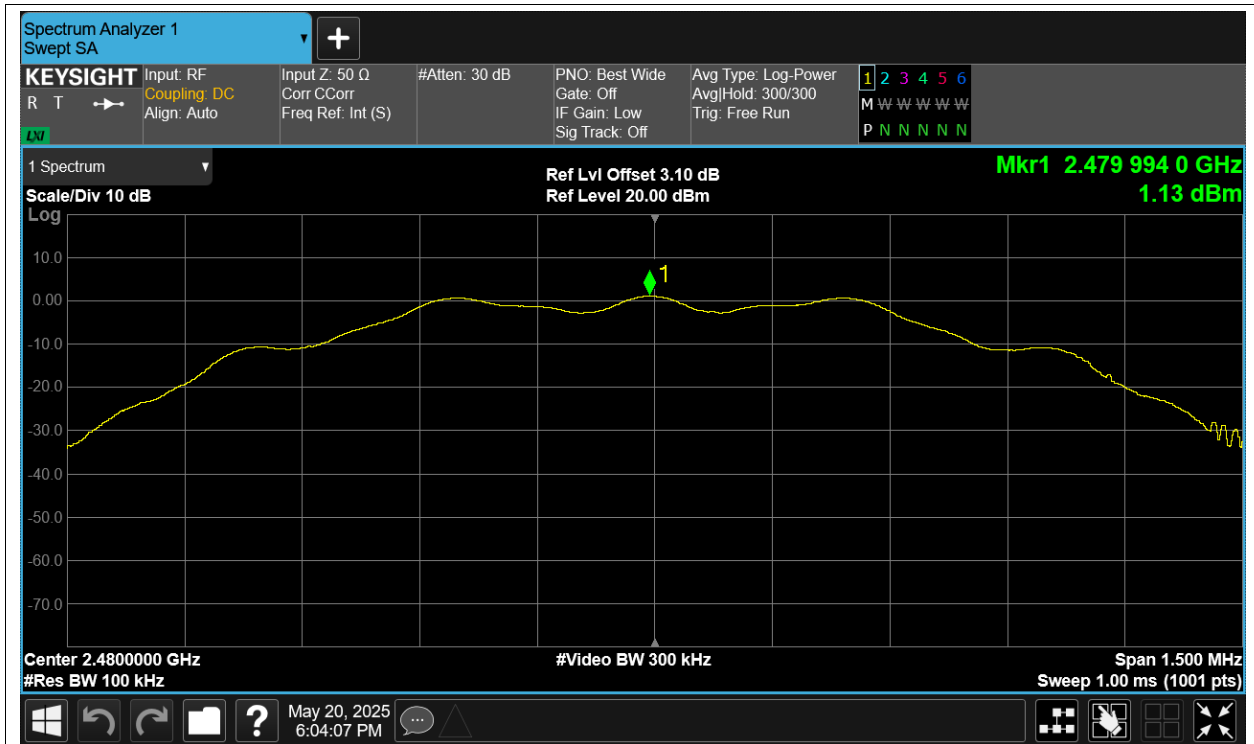 Spectrum Analyzer 1
Swept SA
KEYSIGHT
R T
LXI
Input: RF
Coupling: DC
Align: Auto
Input Z: 50 Ω
Corr CCorr
Freq Ref: Int (S)
#Atten: 30 dB
PNO: Best Wide
Gate: Off
IF Gain: Low
Sig Track: Off
Avg Type: Log-Power
Avg|Hold: 300/300
Trig: Free Run
1 2 3 4 5 6
M W W W W W
P N N N N N
1 Spectrum
Scale/Div 10 dB
Log
Ref Lvl Offset 3.10 dB
Ref Level 20.00 dBm
Mkr1 2.479 994 0 GHz
1.13 dBm
1
10.0
0.00
-10.0
-20.0
-30.0
-40.0
-50.0
-60.0
-70.0
Center 2.4800000 GHz
#Res BW 100 kHz
#Video BW 300 kHz
Span 1.500 MHz
Sweep 1.00 ms (1001 pts)
?
May 20, 2025
6:04:07 PM